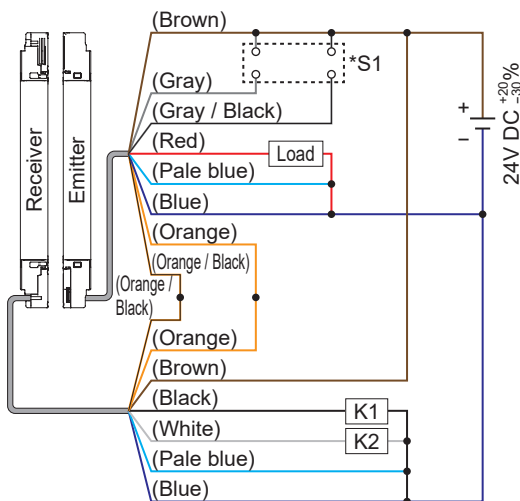 (Brown)
*S1
(Gray)
(Gray / Black)
(Red)
Load
(Pale blue)
(Blue)
(Orange)
(Orange / Black)
(Orange /
Black)
(Orange)
(Brown)
(Black)
K1
(White)
K2
(Pale blue)
(Blue)
Receiver
Emitter
+
−
24V DC +20 −30%